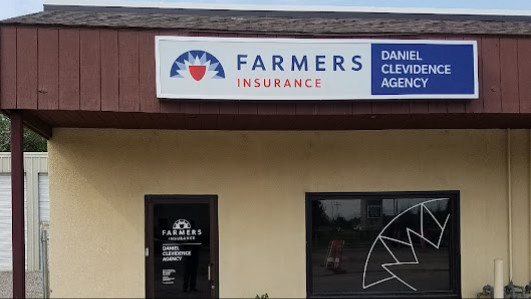 FARMERS
INSURANCE
DANIEL
CLEVIDENCE
AGENCY
FARMERS
INSURANCE
DANIEL
CLEVIDENCE
AGENCY